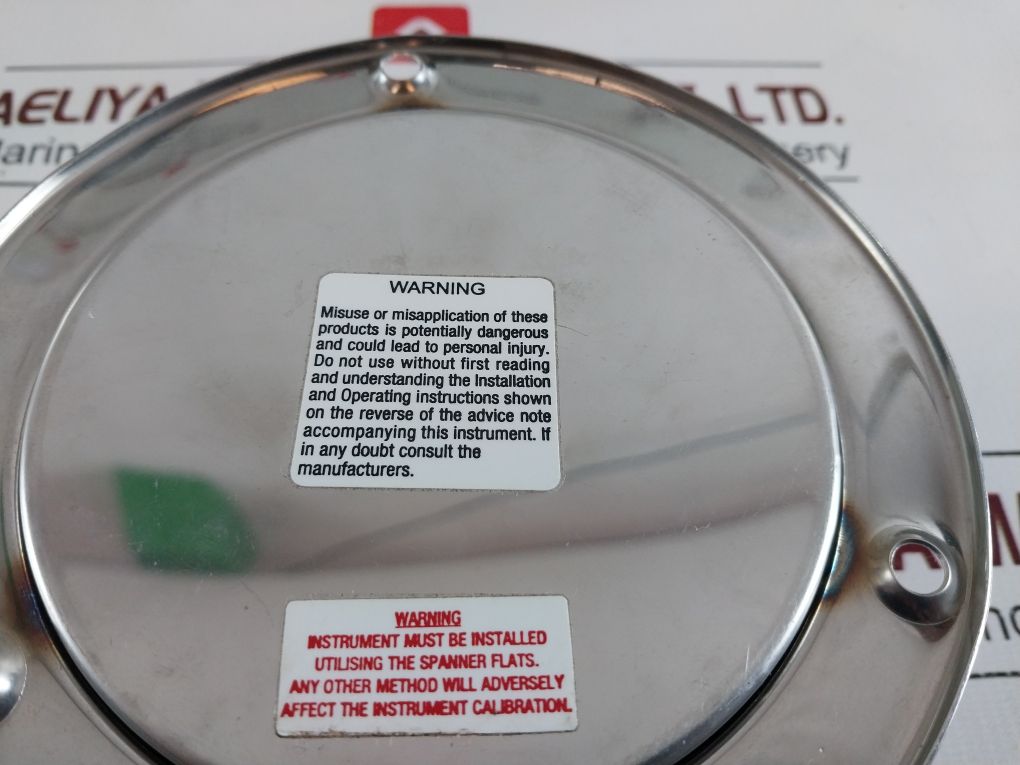 AELIYA LTD.
WARNING
Misuse or misapplication of these
products is potentially dangerous
and could lead to personal injury.
Do not use without first reading
and understanding the Installation
and Operating instructions shown
on the reverse of the advice note
accompanying this instrument. If
in any doubt consult the
manufacturers.
WARNING
INSTRUMENT MUST BE INSTALLED
UTILISING THE SPANNER FLATS.
ANY OTHER METHOD WILL ADVERSELY
AFFECT THE INSTRUMENT CALIBRATION.